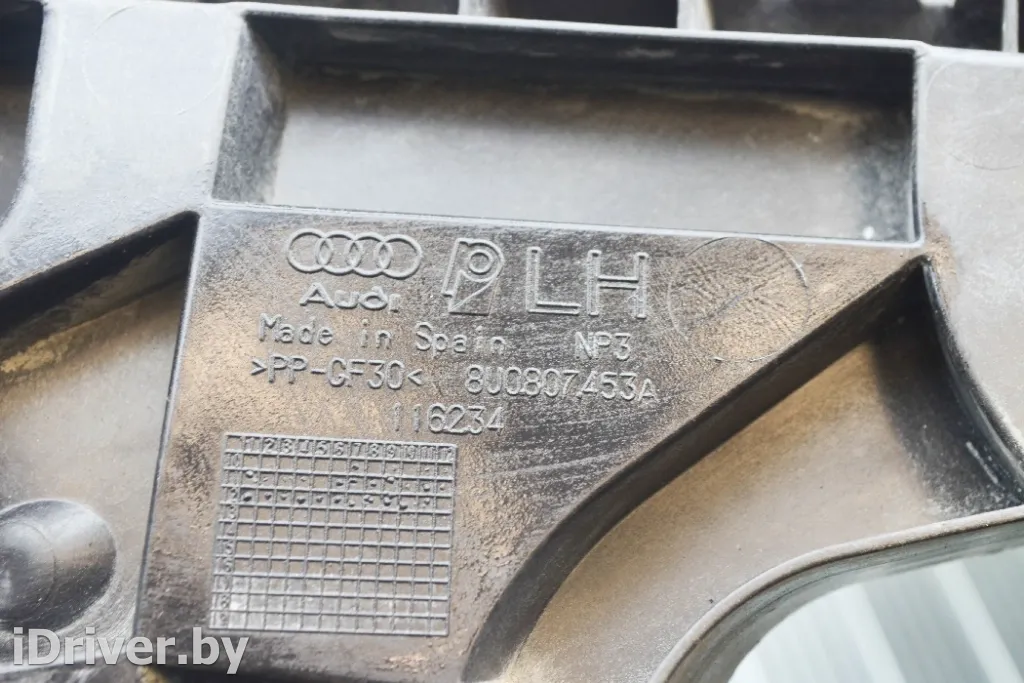 LH
Audi
Made in Spain NP3
>PP-GF30< 8U0807453A
116234
iDriver.by